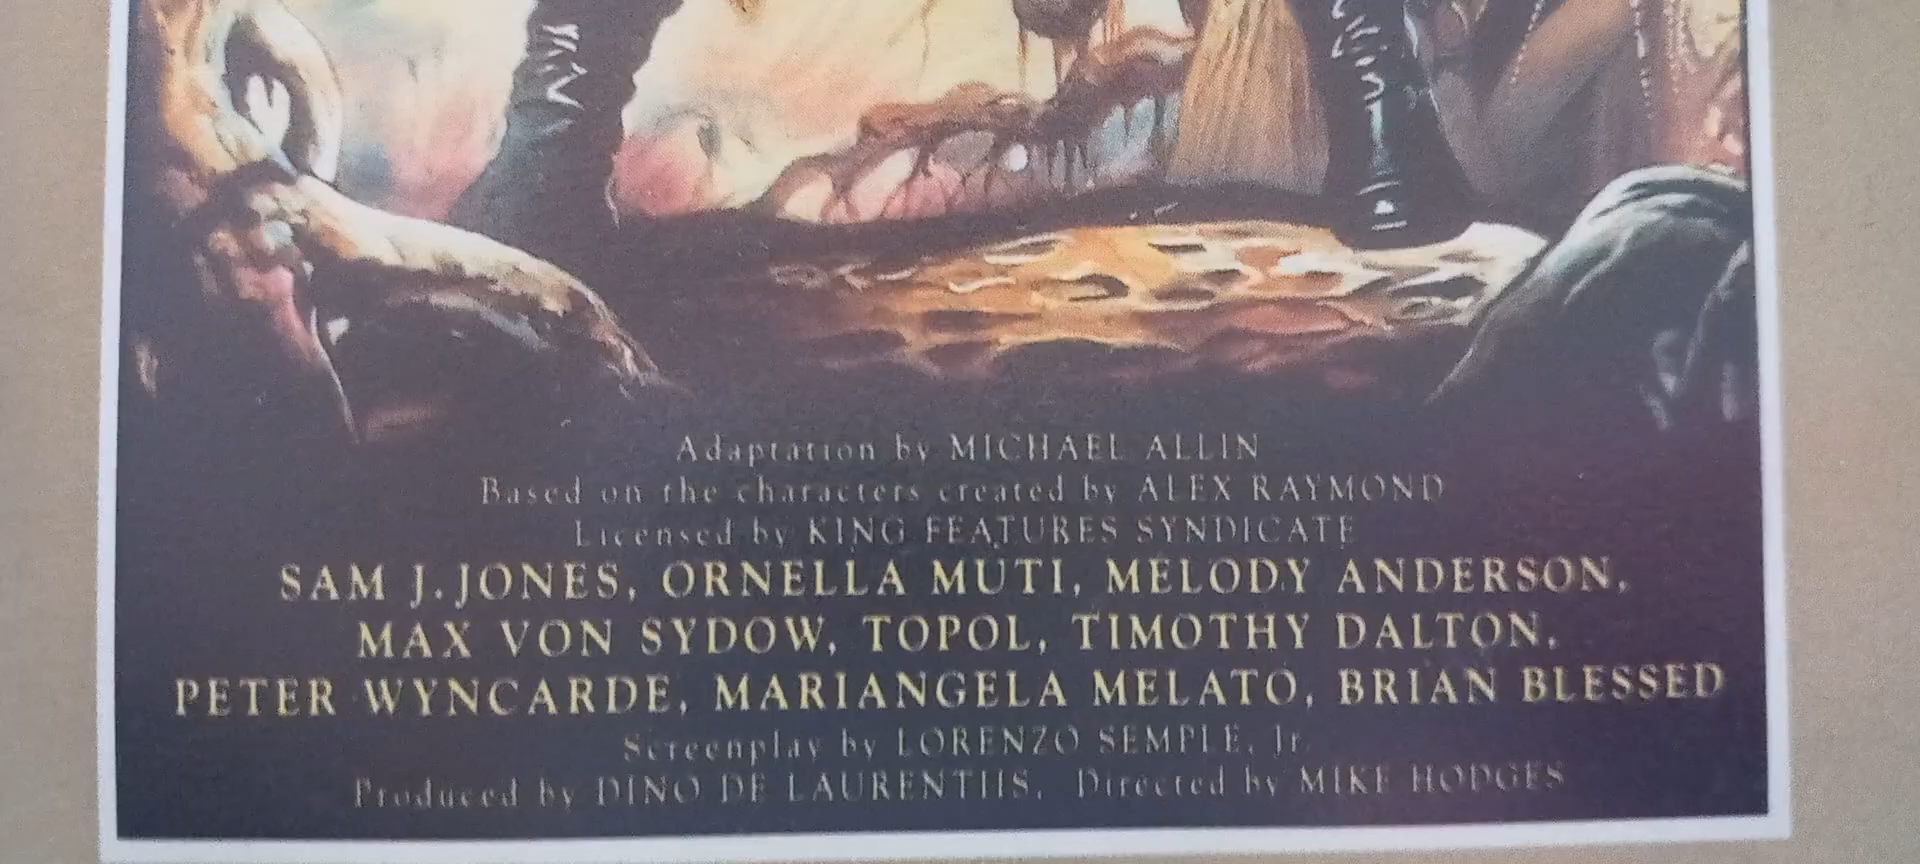 Adaptation by MICHAEL ALLIN
Based on the characters created by ALEX RAYMOND
Licensed by KING FEATURES SYNDICATE
SAM J. JONES, ORNELLA MUTI, MELODY ANDERSON,
MAX VON SYDOW, TOPOL, TIMOTHY DALTON,
PETER WYNCARDE, MARIANGELA MELATO, BRIAN BLESSED
Screenplay by LORENZO SEMPLE, Jr.
Produced by DINO DE LAURENTIIS, Directed by MIKE HODGES